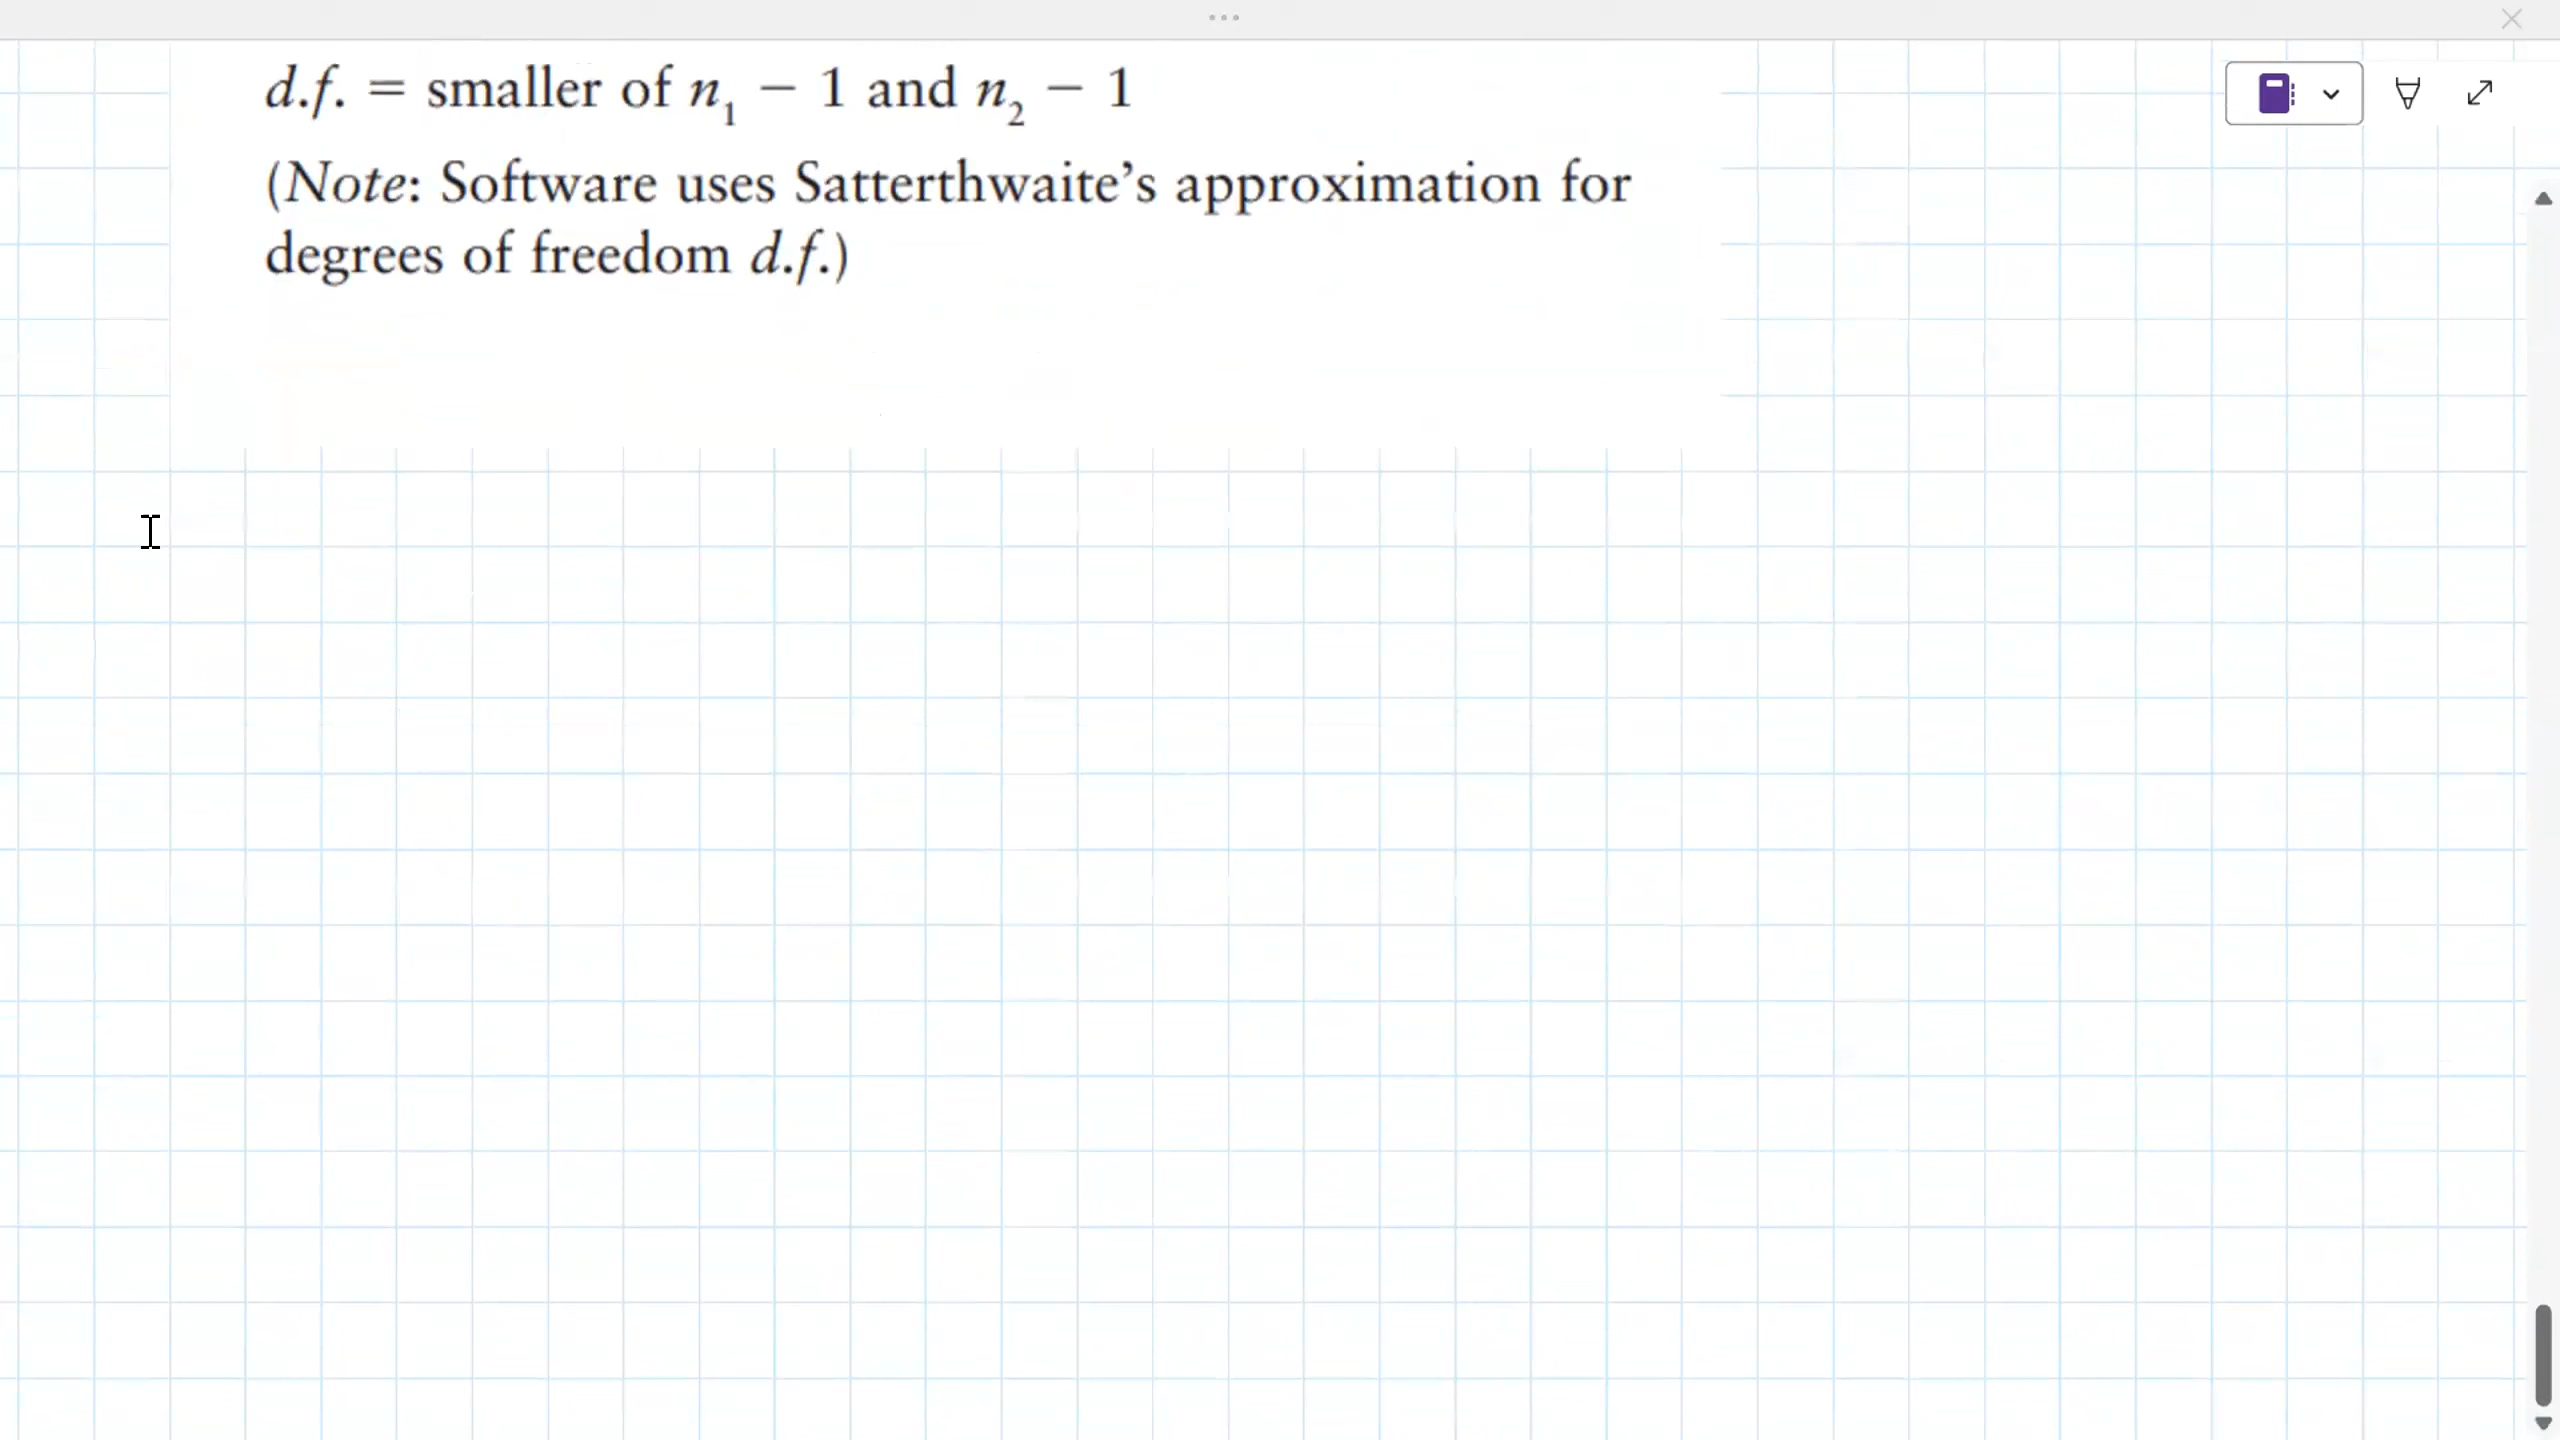 d.f. = smaller of n₁ − 1 and n₂ − 1
(Note: Software uses Satterthwaite’s approximation for
degrees of freedom d.f.)